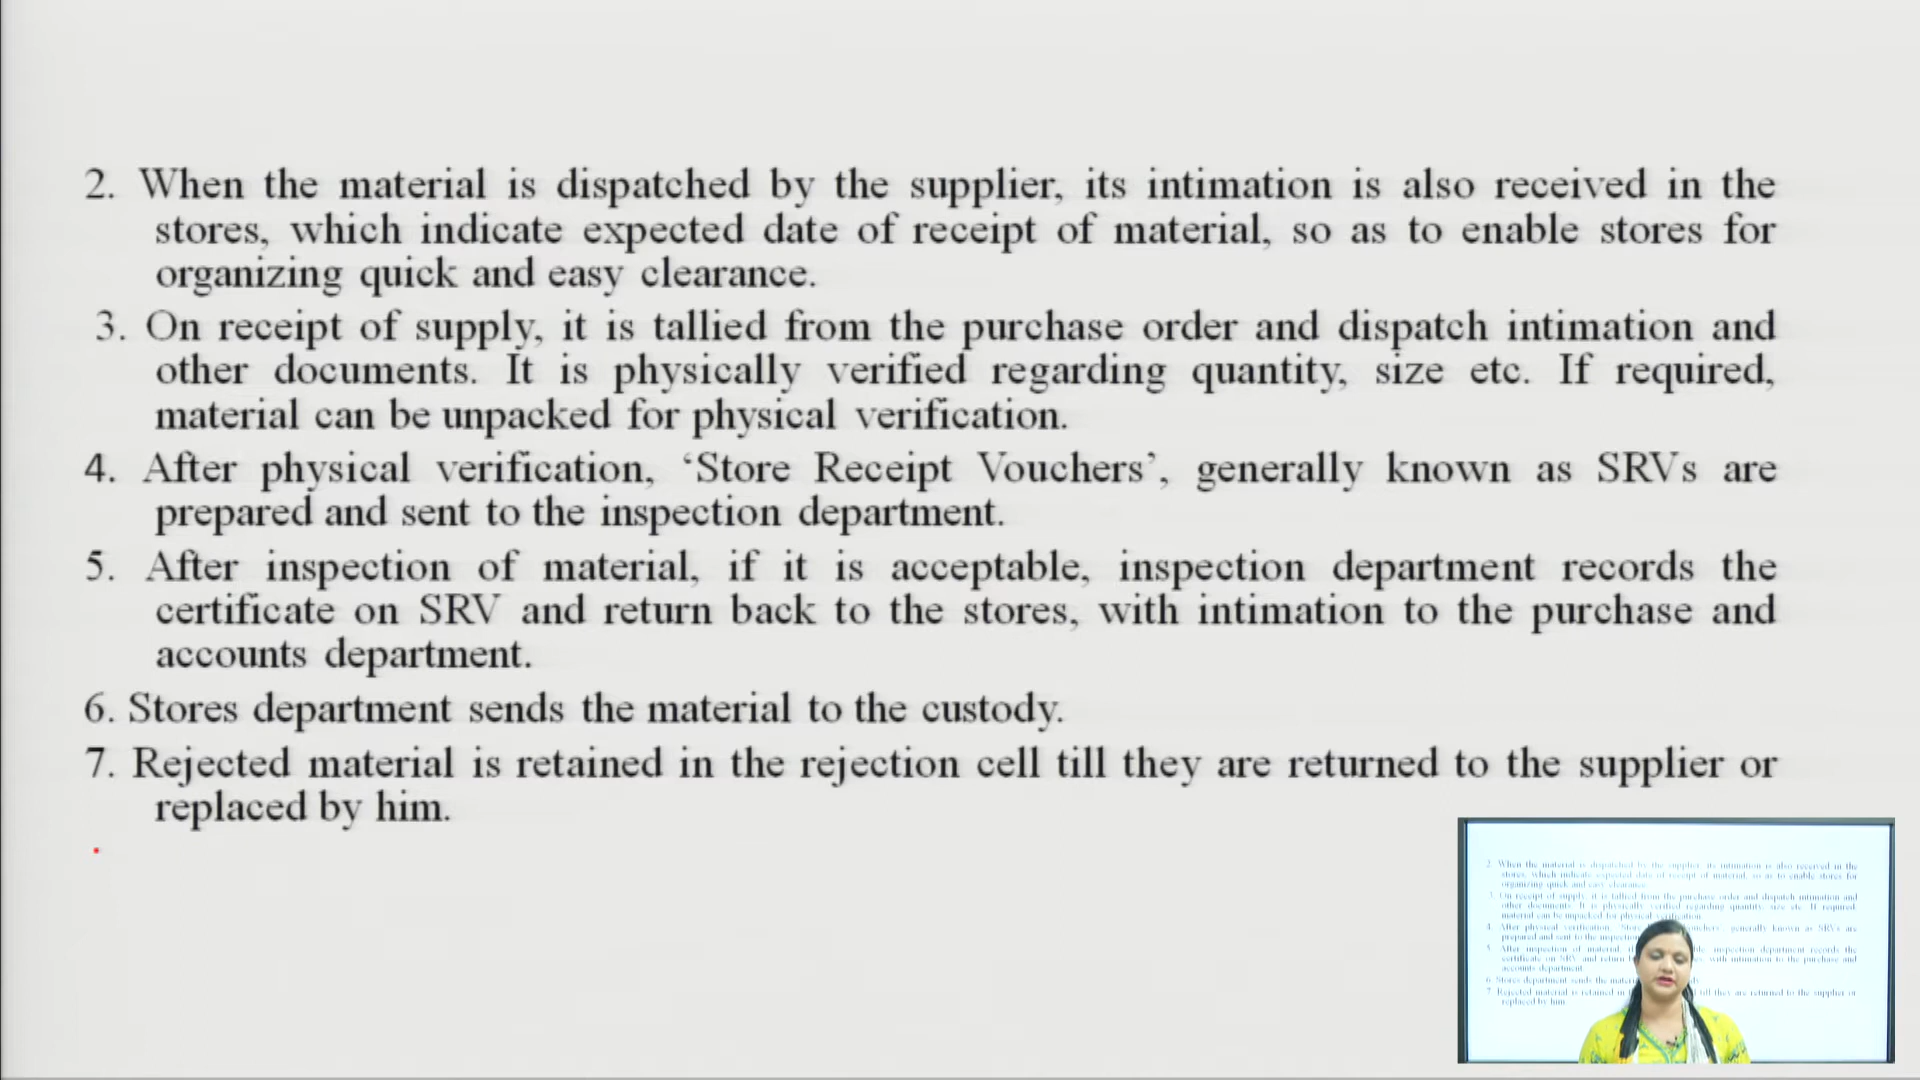 2. When the material is dispatched by the supplier, its intimation is also received in the
stores, which indicate expected date of receipt of material, so as to enable stores for
organizing quick and easy clearance.
3. On receipt of supply, it is tallied from the purchase order and dispatch intimation and
other documents. It is physically verified regarding quantity, size etc. If required,
material can be unpacked for physical verification.
4. After physical verification, ‘Store Receipt Vouchers’, generally known as SRVs are
prepared and sent to the inspection department.
5. After inspection of material, if it is acceptable, inspection department records the
certificate on SRV and return back to the stores, with intimation to the purchase and
accounts department.
6. Stores department sends the material to the custody.
7. Rejected material is retained in the rejection cell till they are returned to the supplier or
replaced by him.